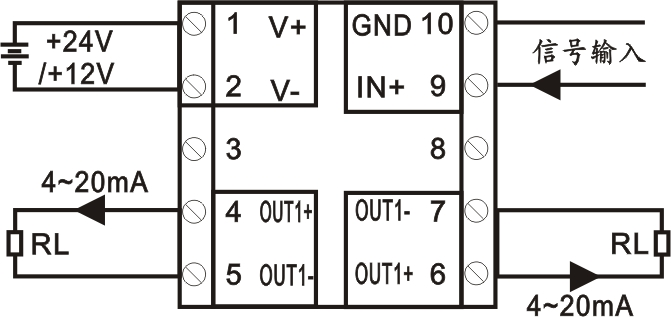 +24V
/+12V
1 V+
2 V-
3
4~20mA
4 OUT1+
RL
5 OUT1-
GND 10
IN+ 9
信号输入
8
OUT1- 7
RL
OUT1+ 6
4~20mA